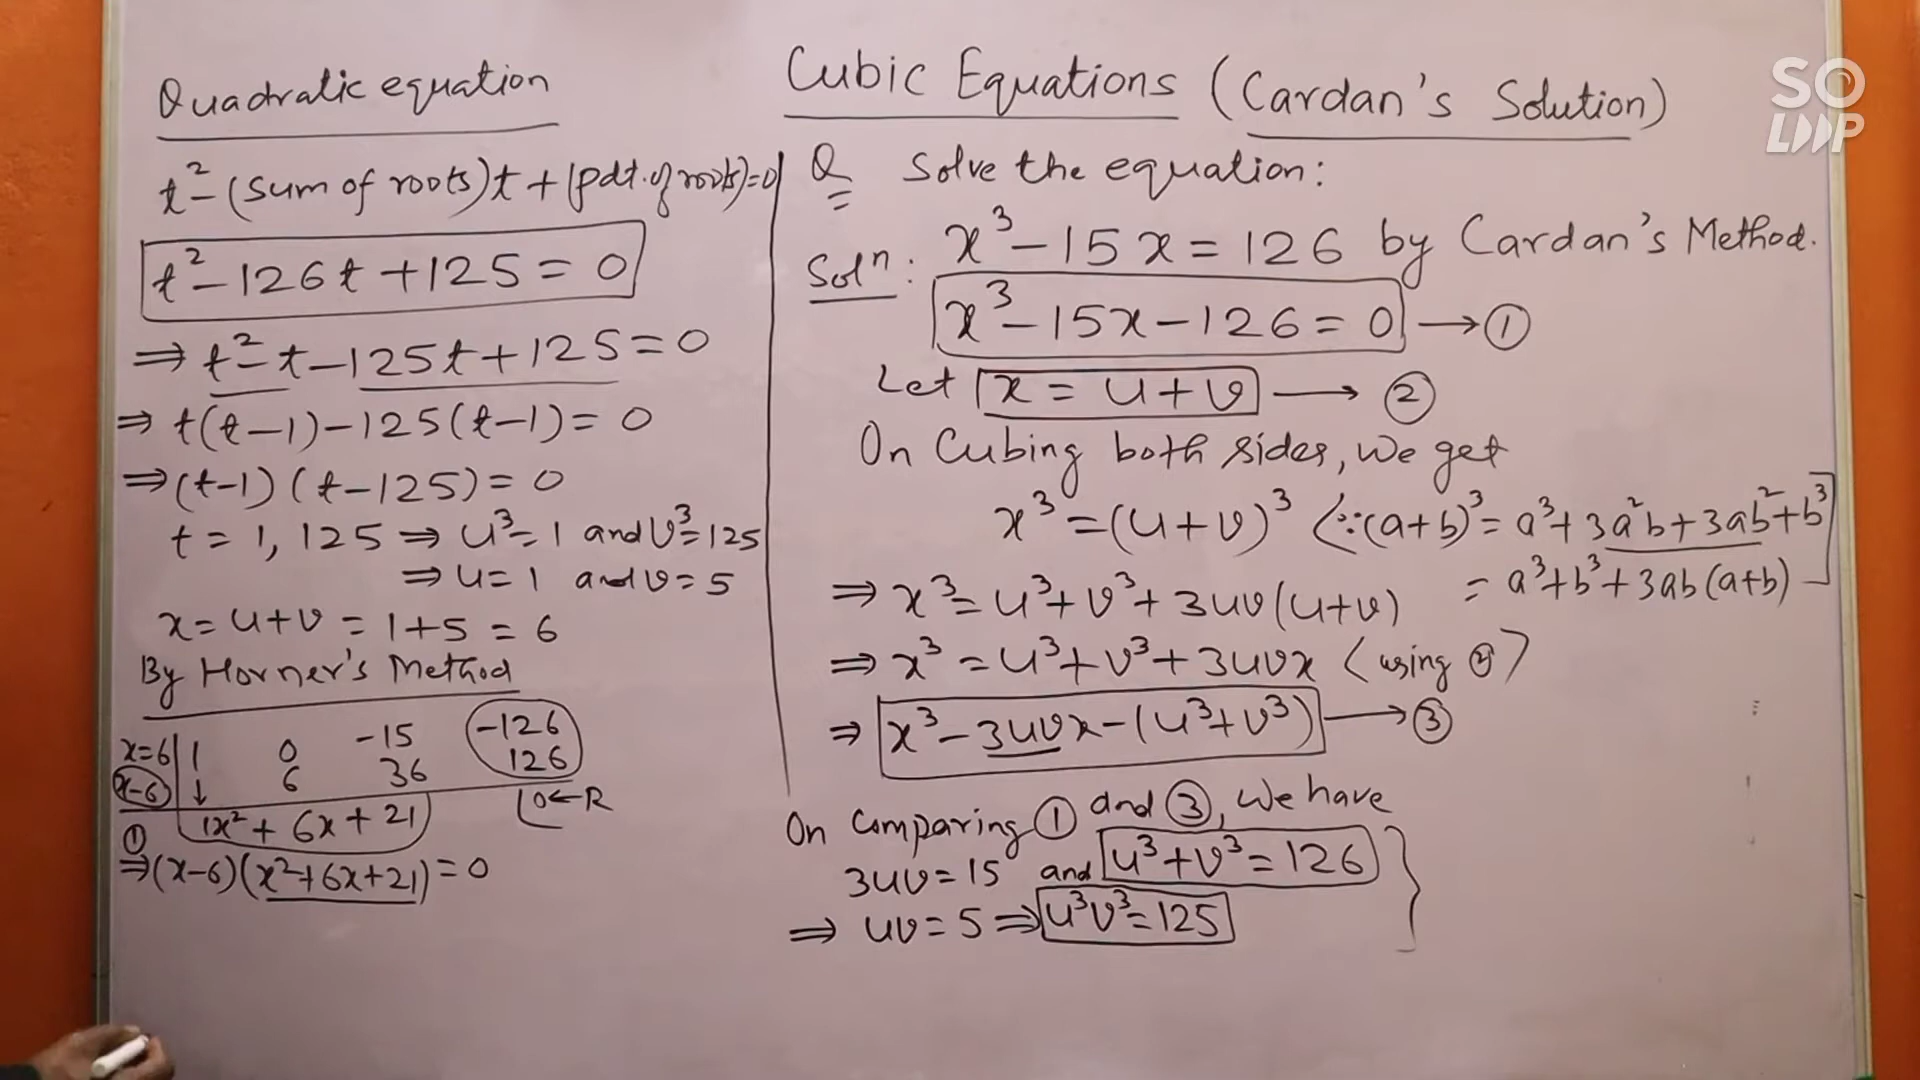 Cubic Equations (Cardan's Solution)
SO
LOOP
Quadratic equation
t² - (sum of roots)t + (pdt. of roots) = 0
t² - 126t + 125 = 0
⇒ t² - t - 125t + 125 = 0
⇒ t(t-1) - 125(t-1) = 0
⇒ (t-1) (t-125) = 0
t = 1, 125 ⇒ u³ = 1 and v³ = 125
⇒ u = 1 and v = 5
x = u + v = 1 + 5 = 6
By Horner's Method
x=6 | 1 0 -15 -126
x-6 ↓ 6 36 126
1x² + 6x + 21 | 0 ← R
①
⇒ (x-6)(x²+6x+21) = 0
Q Solve the equation:
x³ - 15x = 126 by Cardan's Method.
Solⁿ:
x³ - 15x - 126 = 0 → ①
Let x = u + v → ②
On Cubing both sides, we get
x³ = (u+v)³ [∵ (a+b)³ = a³ + 3a²b + 3ab² + b³
= a³ + b³ + 3ab(a+b)]
⇒ x³ = u³ + v³ + 3uv(u+v)
⇒ x³ = u³ + v³ + 3uvx (using ②)
⇒ x³ - 3uvx - (u³ + v³) → ③
On comparing ① and ③, we have
3uv = 15 and u³ + v³ = 126
⇒ uv = 5 ⇒ u³v³ = 125